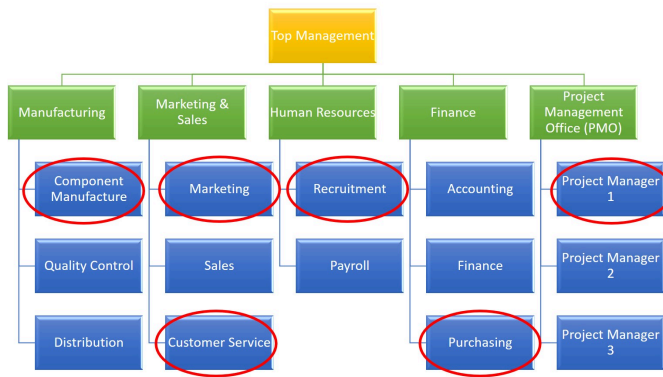 Top Management
Manufacturing
Marketing &
Sales
Human Resources
Finance
Project
Management
Office (PMO)
Component
Manufacture
Marketing
Recruitment
Accounting
Project Manager
1
Quality Control
Sales
Payroll
Finance
Project Manager
2
Distribution
Customer Service
Purchasing
Project Manager
3